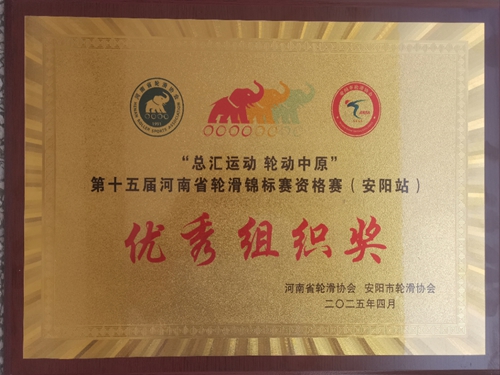 “总汇运动 轮动中原”
第十五届河南省轮滑锦标赛资格赛（安阳站）
优秀组织奖
河南省轮滑协会 安阳市轮滑协会
二〇二五年四月